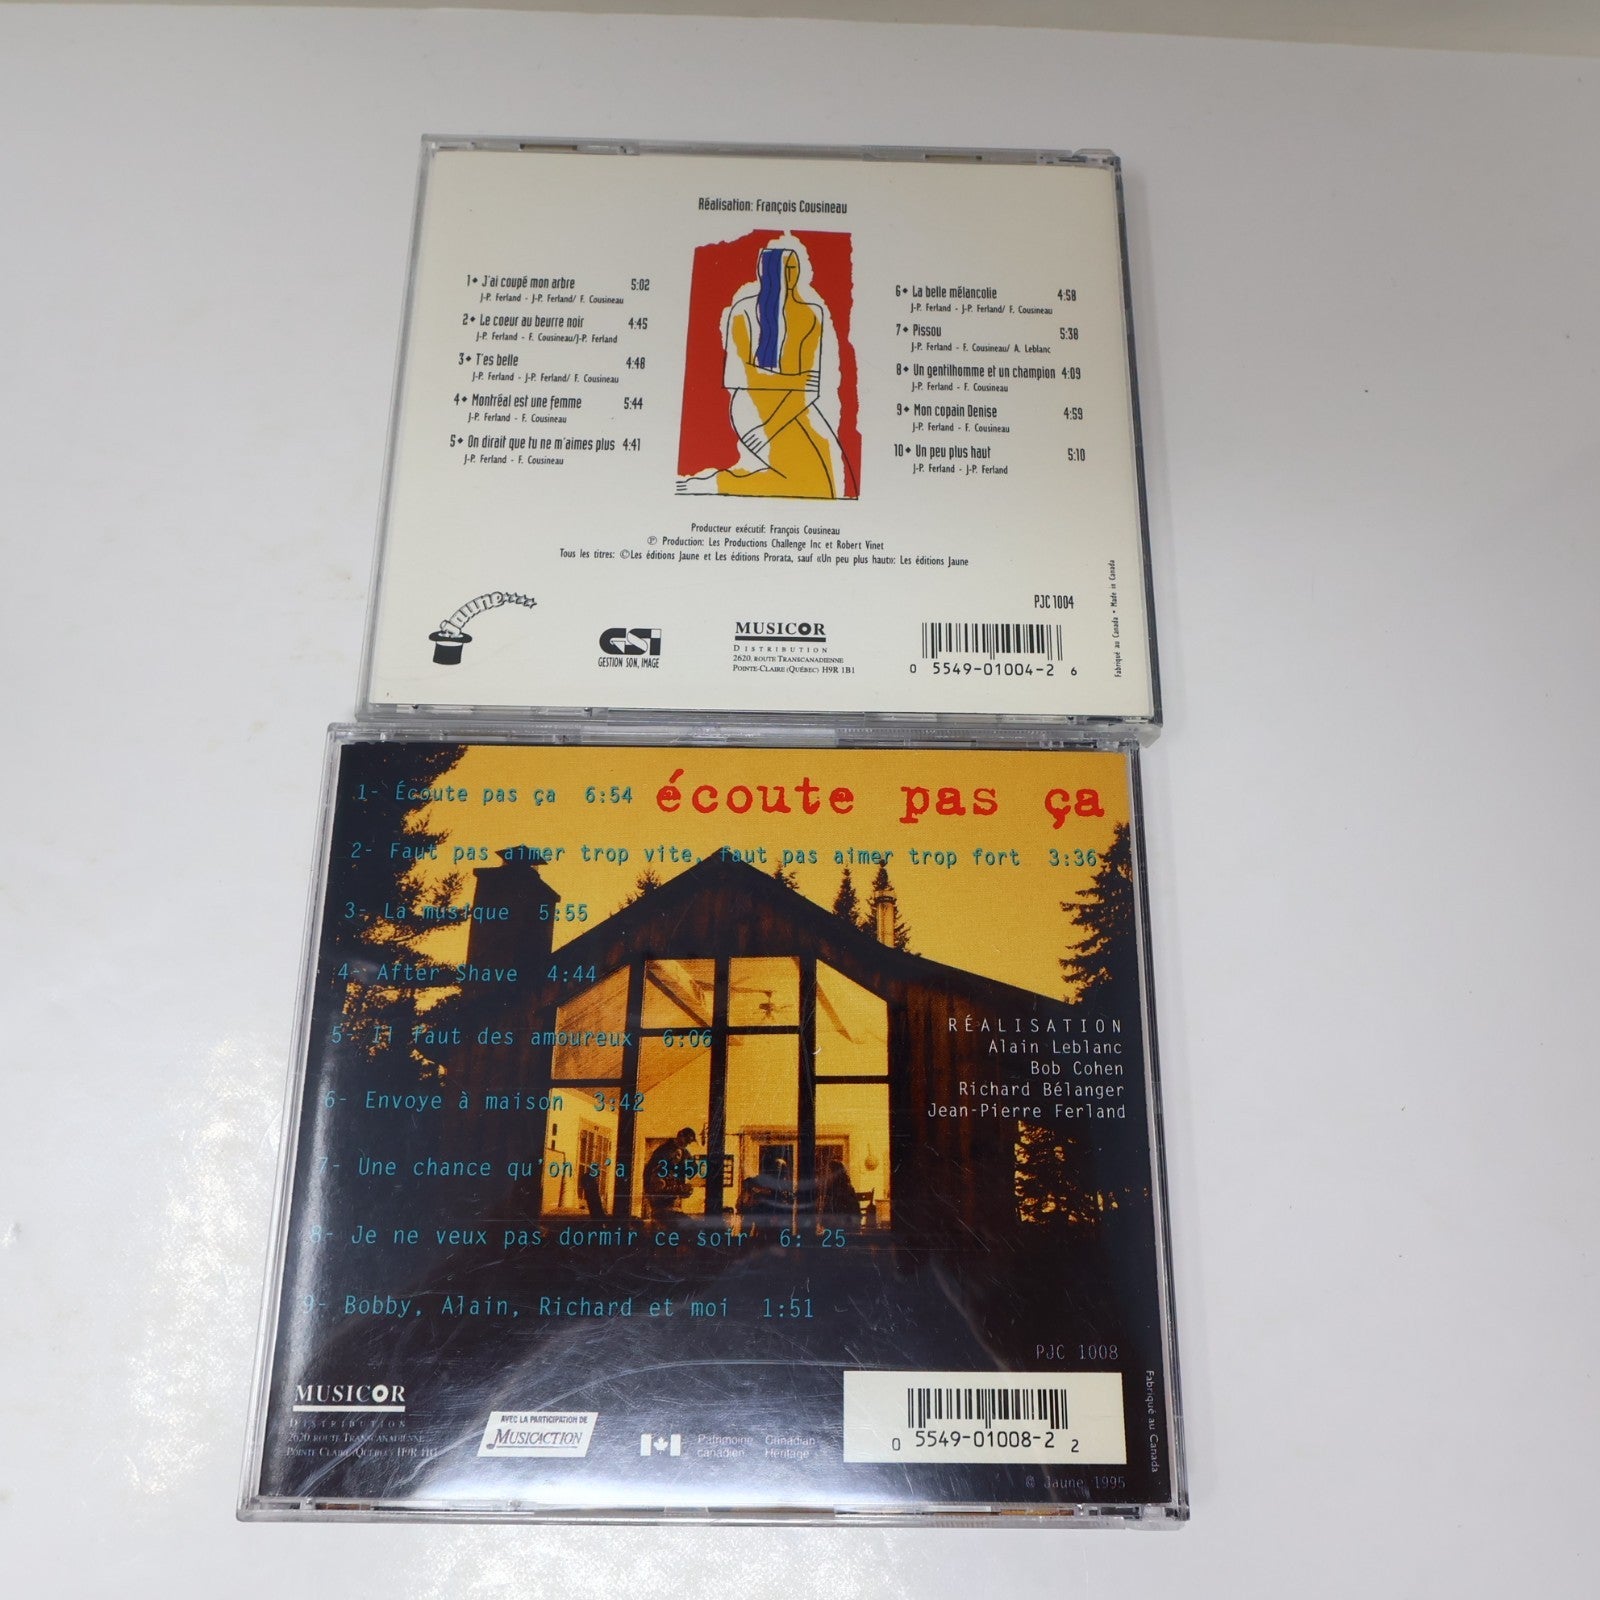 Réalisation: François Cousineau
1• J'ai coupé mon arbre 5:02
J-P. Ferland - J-P. Ferland/ F. Cousineau
2• Le coeur au beurre noir 4:45
J-P. Ferland - F. Cousineau/J-P. Ferland
3• T'es belle 4:48
J-P. Ferland - J-P. Ferland/ F. Cousineau
4• Montréal est une femme 5:44
J-P. Ferland - F. Cousineau
5• On dirait que tu ne m'aimes plus 4:41
J-P. Ferland - F. Cousineau
6• La belle mélancolie 4:58
J-P. Ferland - J-P. Ferland/ F. Cousineau
7• Pissou 5:38
J-P. Ferland - F. Cousineau/ A. Leblanc
8• Un gentilhomme et un champion 4:09
J-P. Ferland - F. Cousineau
9• Mon copain Denise 4:59
J-P. Ferland - F. Cousineau
10• Un peu plus haut 5:10
J-P. Ferland - J-P. Ferland
Producteur exécutif: François Cousineau
℗ Production: Les Productions Challenge Inc et Robert Vinet
Tous les titres: ©Les éditions Jaune et Les éditions Prorata, sauf «Un peu plus haut»: Les éditions Jaune
Jaune
GSI
GESTION SON, IMAGE
MUSICOR
DISTRIBUTION
2620, ROUTE TRANSCANADIENNE
POINTE-CLAIRE (QUÉBEC) H9R 1B1
PJC 1004
0 5549-01004-2 6
Fabriqué au Canada • Made in Canada
écoute pas ça
1- Écoute pas ça 6:54
2- Faut pas aimer trop vite, faut pas aimer trop fort 3:36
3- La musique 5:55
4- After Shave 4:44
5- Il faut des amoureux 6:06
6- Envoye à maison 3:42
7- Une chance qu'on s'a 3:50
8- Je ne veux pas dormir ce soir 6: 25
9- Bobby, Alain, Richard et moi 1:51
RÉALISATION
Alain Leblanc
Bob Cohen
Richard Bélanger
Jean-Pierre Ferland
PJC 1008
MUSICOR
DISTRIBUTION
2620, ROUTE TRANSCANADIENNE
POINTE CLAIRE (QUÉBEC) H9R 1B1
AVEC LA PARTICIPATION DE
MUSICACTION
Patrimoine canadien
Canadian Heritage
0 5549-01008-2 2
© Jaune 1995
Fabriqué au Canada